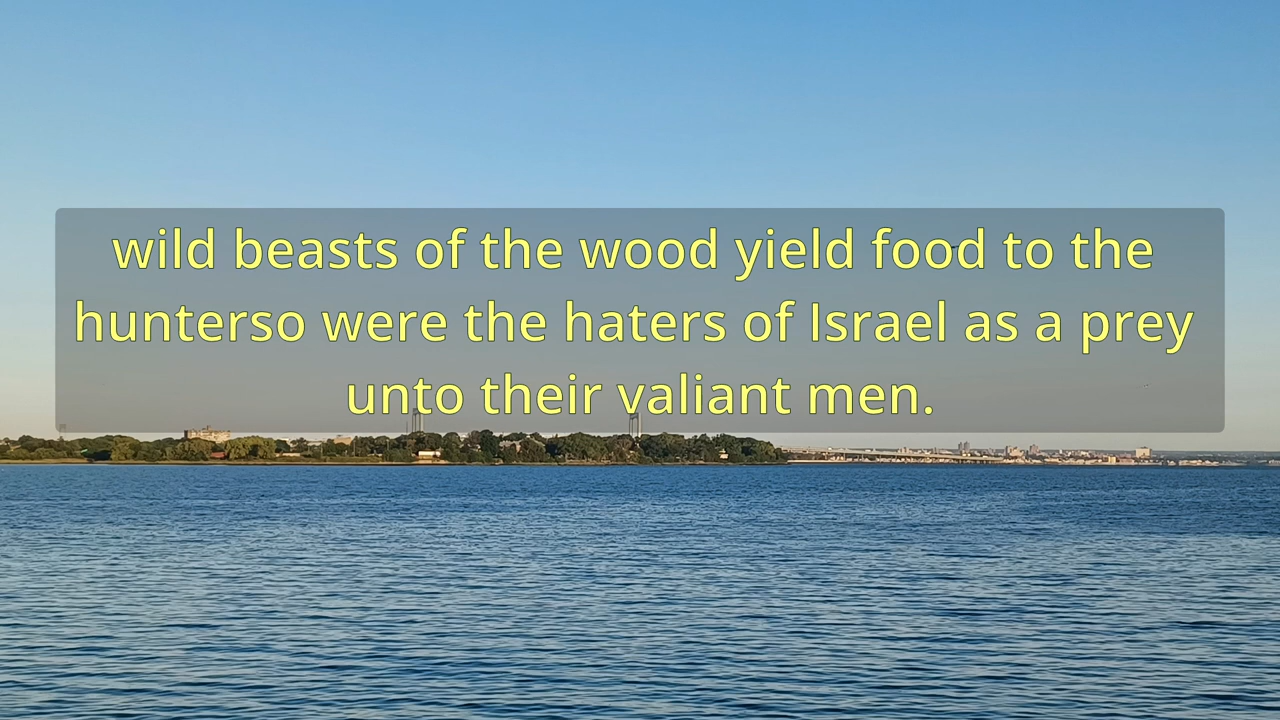 wild beasts of the wood yield food to the
hunterso were the haters of Israel as a prey
unto their valiant men.